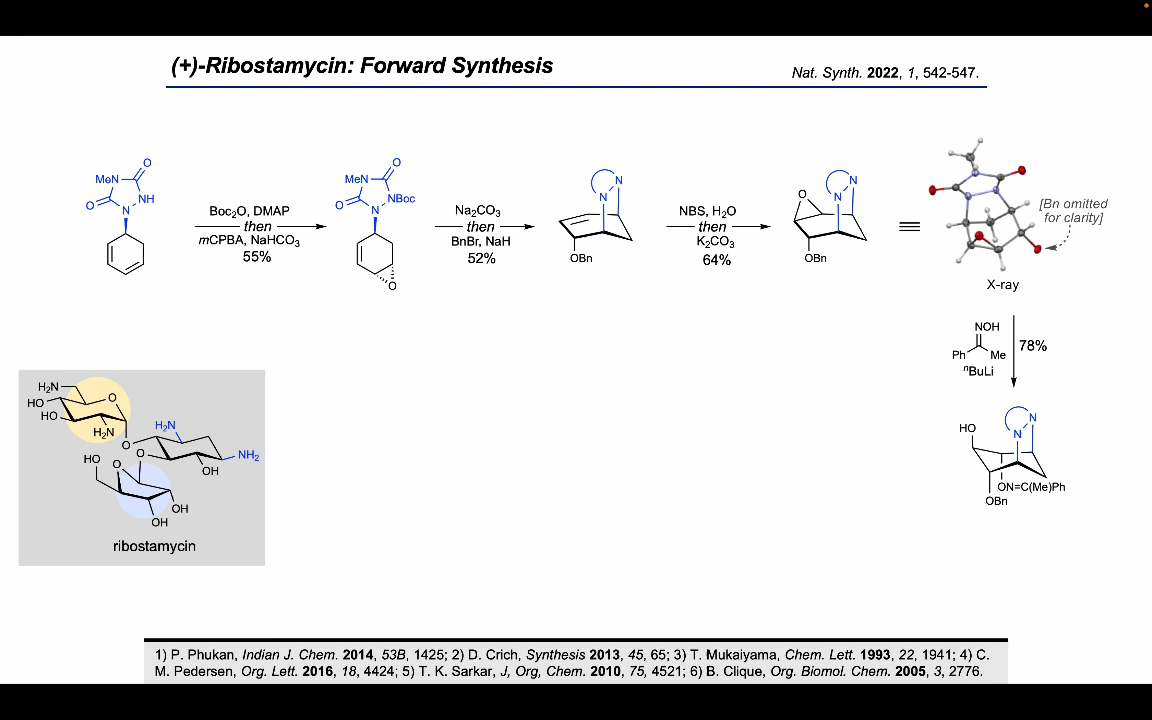 (+)-Ribostamycin: Forward Synthesis
Nat. Synth. 2022, 1, 542-547.
O
MeN
NH
O
N
Boc₂O, DMAP
then
mCPBA, NaHCO₃
55%
O
MeN
NBoc
O
N
O
Na₂CO₃
then
BnBr, NaH
52%
N
N
OBn
NBS, H₂O
then
K₂CO₃
64%
O
N
N
OBn
[Bn omitted
for clarity]
X-ray
NOH
Ph
Me
ⁿBuLi
78%
HO
N
N
ON=C(Me)Ph
OBn
H₂N
HO
HO
O
H₂N
O
H₂N
NH₂
O
OH
HO
O
OH
OH
ribostamycin
1) P. Phukan, Indian J. Chem. 2014, 53B, 1425; 2) D. Crich, Synthesis 2013, 45, 65; 3) T. Mukaiyama, Chem. Lett. 1993, 22, 1941; 4) C.
M. Pedersen, Org. Lett. 2016, 18, 4424; 5) T. K. Sarkar, J, Org, Chem. 2010, 75, 4521; 6) B. Clique, Org. Biomol. Chem. 2005, 3, 2776.